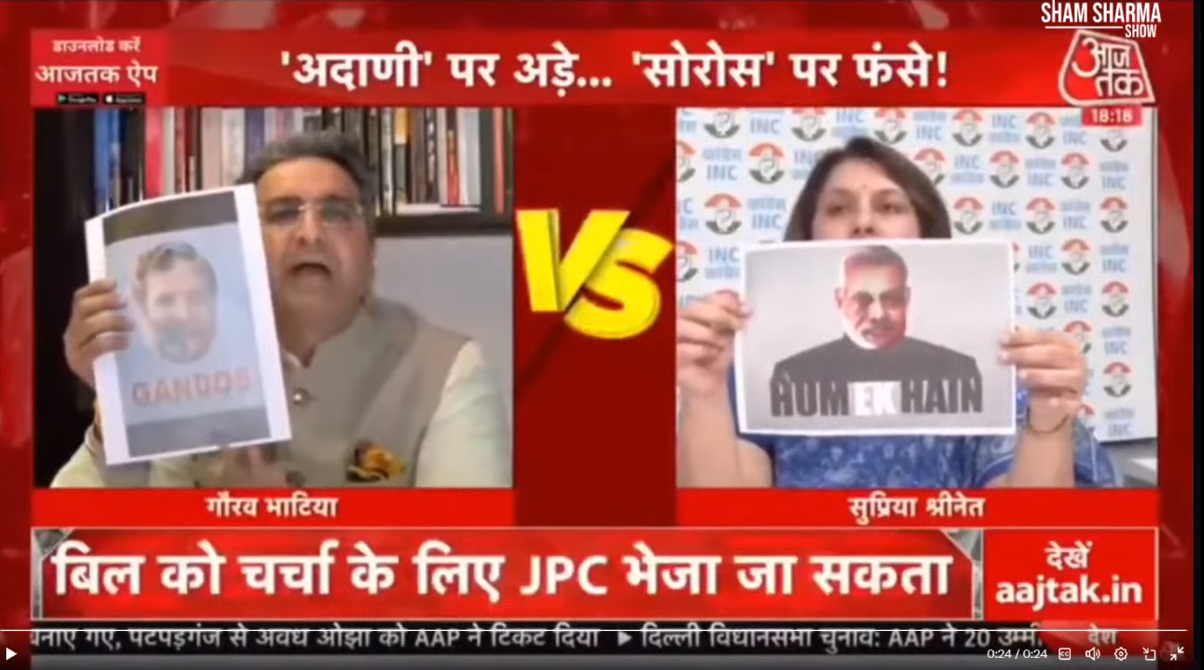 SHAM SHARMA
SHOW
डाउनलोड करें
आजतक ऐप
'अदाणी' पर अड़े... 'सोरोस' पर फंसे!
आज
तक
18:18
INC
GANDOS
VS
HUM EK HAIN
गौरव भाटिया
सुप्रिया श्रीनेत
बिल को चर्चा के लिए JPC भेजा जा सकता
देखें
aajtak.in
बनाए गए, पटपड़गंज से अवध ओझा को AAP ने टिकट दिया ▶ दिल्ली विधानसभा चुनाव: AAP ने 20 उम्मी
देश
0:24 / 0:24